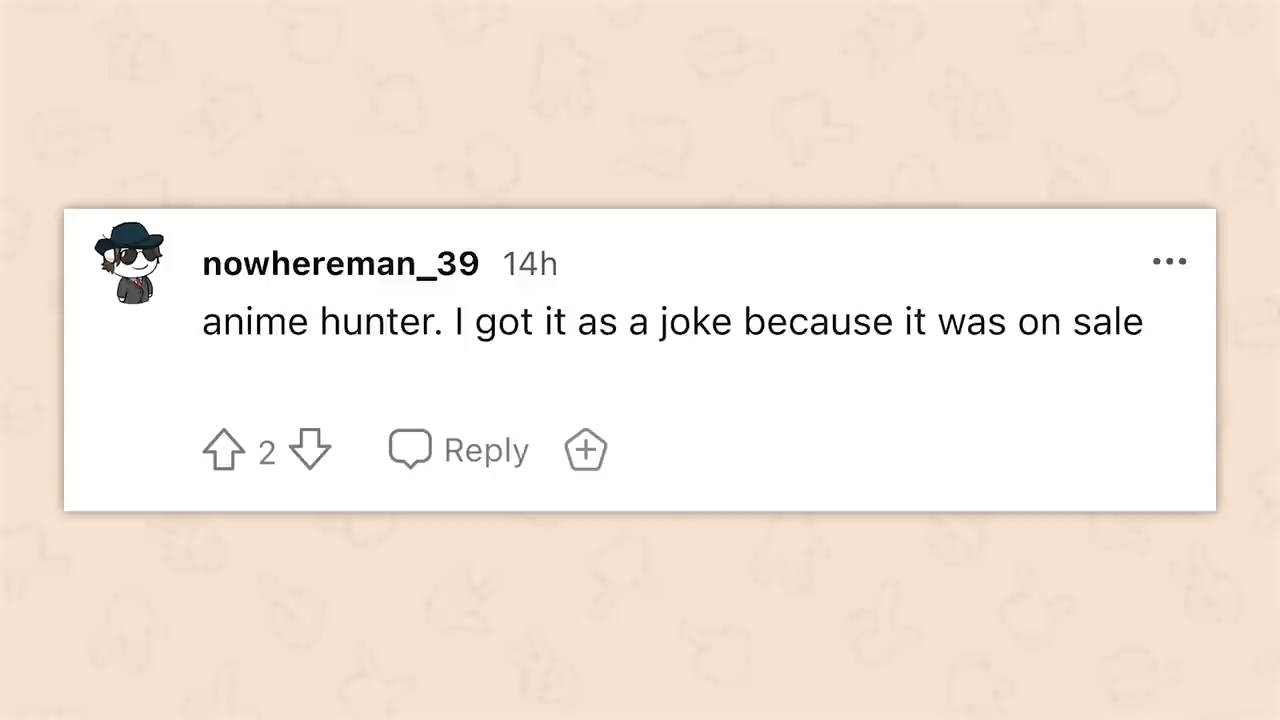 nowhereman_39 14h
anime hunter. I got it as a joke because it was on sale
2 Reply